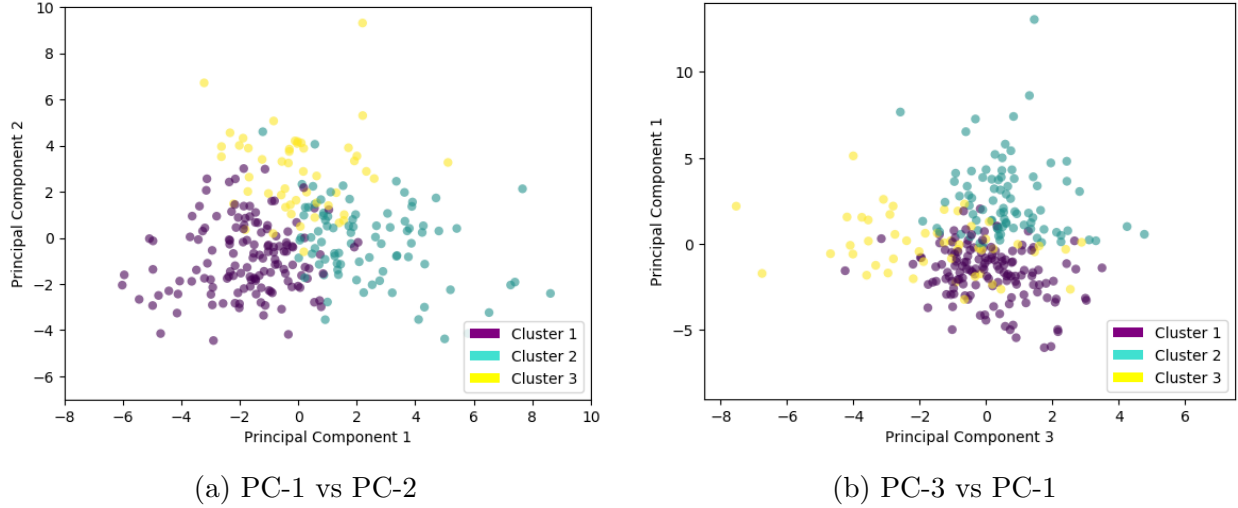 10
8
6
4
2
0
−2
−4
−6
Principal Component 2
−8 −6 −4 −2 0 2 4 6 8 10
Principal Component 1
Cluster 1
Cluster 2
Cluster 3
(a) PC-1 vs PC-2
10
5
0
−5
Principal Component 1
−8 −6 −4 −2 0 2 4 6
Principal Component 3
Cluster 1
Cluster 2
Cluster 3
(b) PC-3 vs PC-1